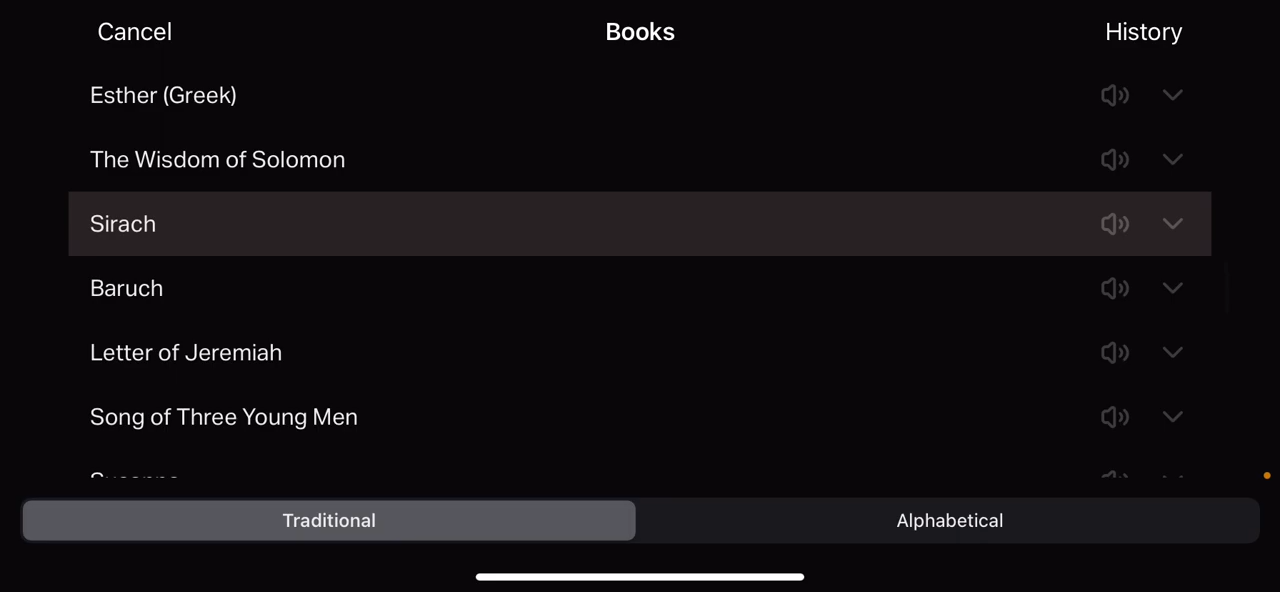 Cancel Books History
Esther (Greek)
The Wisdom of Solomon
Sirach
Baruch
Letter of Jeremiah
Song of Three Young Men
Traditional Alphabetical